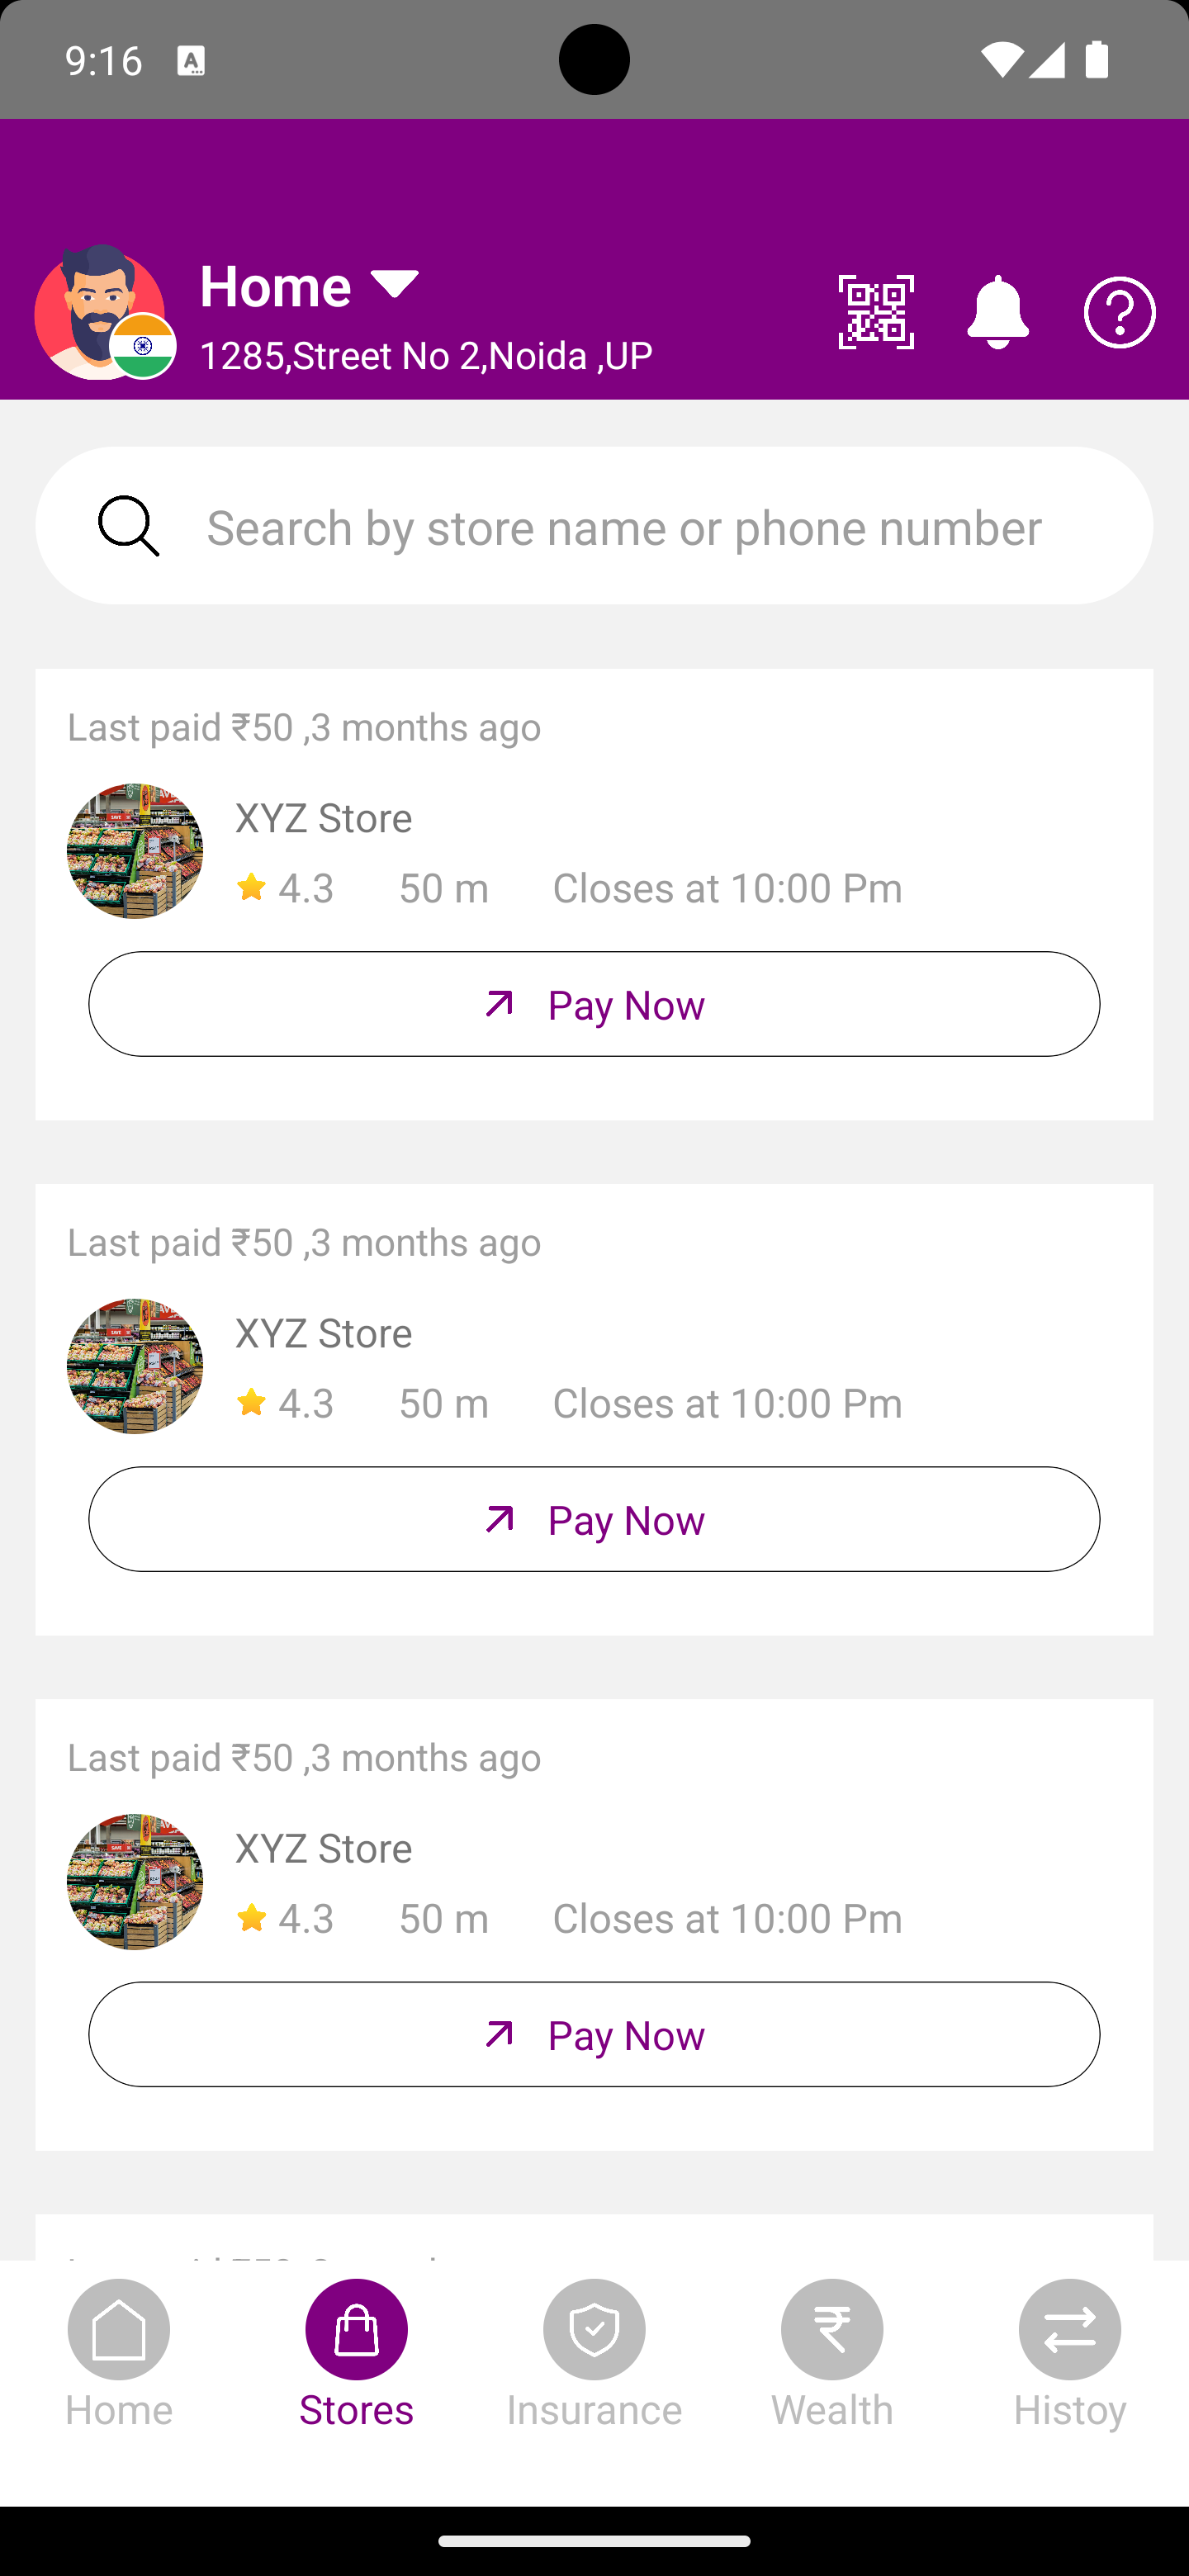 9:16
Home
1285,Street No 2,Noida ,UP
Search by store name or phone number
Last paid ₹50 ,3 months ago
XYZ Store
4.3 50 m Closes at 10:00 Pm
Pay Now
Last paid ₹50 ,3 months ago
XYZ Store
4.3 50 m Closes at 10:00 Pm
Pay Now
Last paid ₹50 ,3 months ago
XYZ Store
4.3 50 m Closes at 10:00 Pm
Pay Now
Home Stores Insurance Wealth Histoy